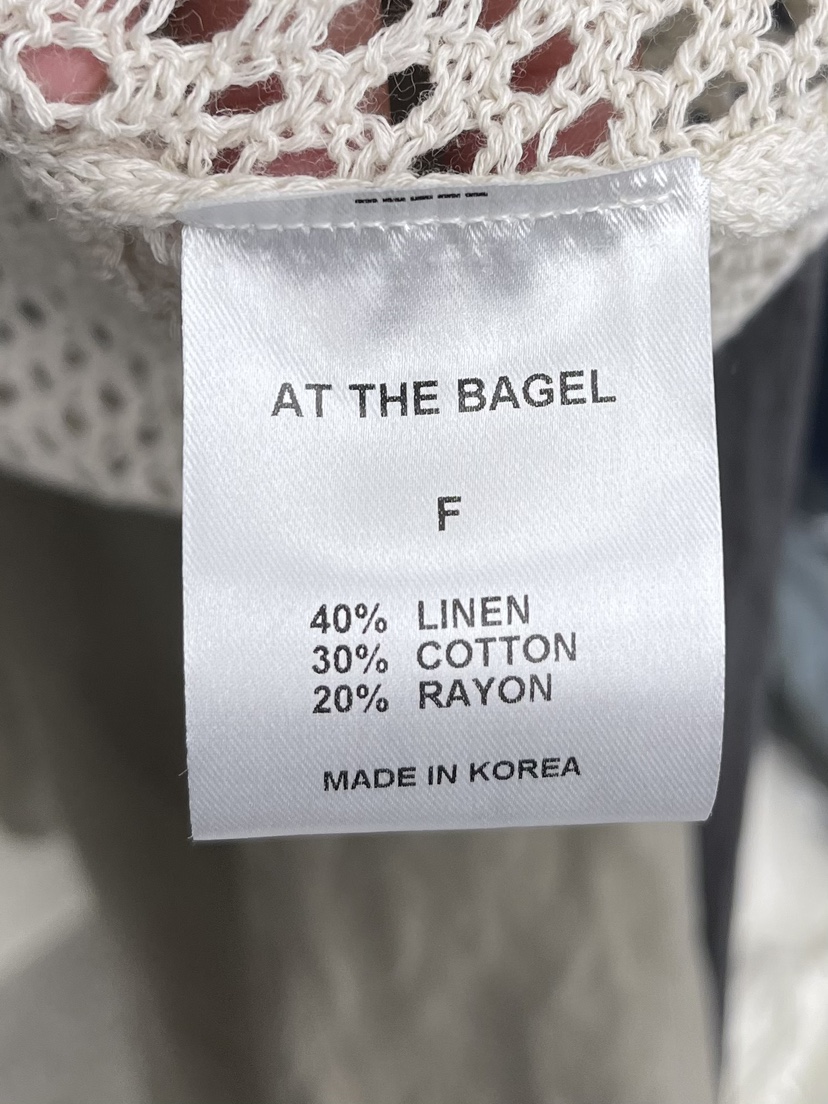 AT THE BAGEL
F
40% LINEN
30% COTTON
20% RAYON
MADE IN KOREA